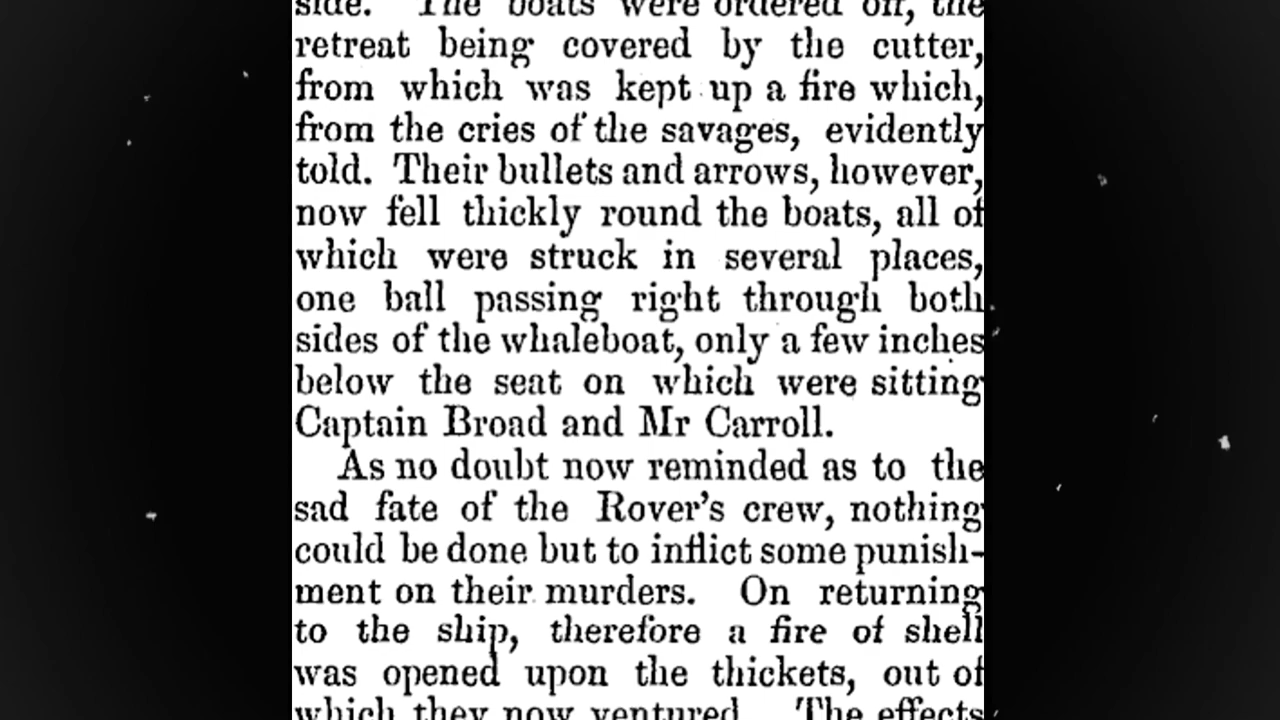 side. The boats were ordered off, the
retreat being covered by the cutter,
from which was kept up a fire which,
from the cries of the savages, evidently
told. Their bullets and arrows, however,
now fell thickly round the boats, all of
which were struck in several places,
one ball passing right through both
sides of the whaleboat, only a few inches
below the seat on which were sitting
Captain Broad and Mr Carroll.
As no doubt now reminded as to the
sad fate of the Rover's crew, nothing
could be done but to inflict some punish-
ment on their murders. On returning
to the ship, therefore a fire of shell
was opened upon the thickets, out of
which they now ventured. The effects